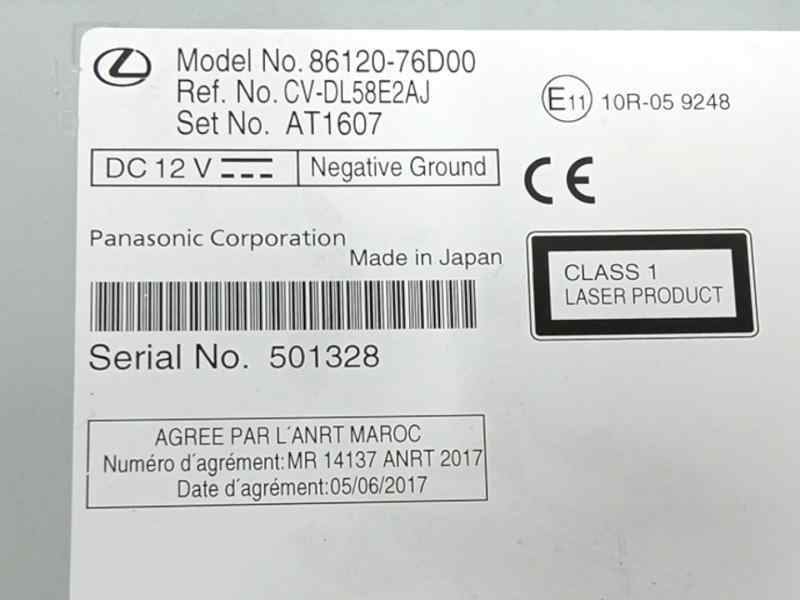 Model No. 86120-76D00
Ref. No. CV-DL58E2AJ
Set No. AT1607
E11 10R-05 9248
DC 12 V
Negative Ground
CE
Panasonic Corporation
Made in Japan
CLASS 1
LASER PRODUCT
Serial No. 501328
AGREE PAR L´ANRT MAROC
Numéro d´agrément: MR 14137 ANRT 2017
Date d´agrément: 05/06/2017